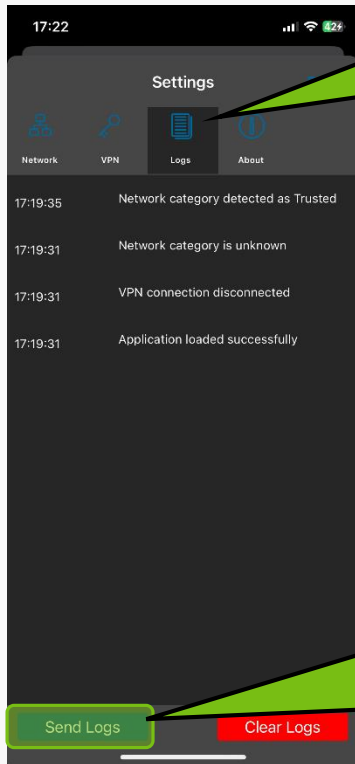 17:22
42
Settings
Network VPN Logs About
17:19:35 Network category detected as Trusted
17:19:31 Network category is unknown
17:19:31 VPN connection disconnected
17:19:31 Application loaded successfully
Send Logs Clear Logs